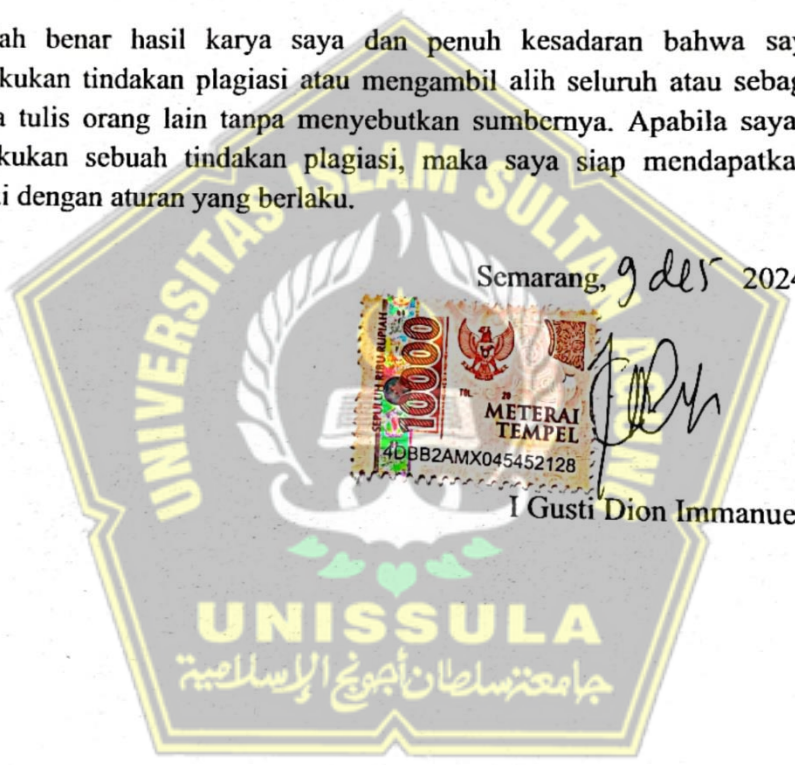 ah benar hasil karya saya dan penuh kesadaran bahwa say
kukan tindakan plagiasi atau mengambil alih seluruh atau sebag
a tulis orang lain tanpa menyebutkan sumbernya. Apabila saya
kukan sebuah tindakan plagiasi, maka saya siap mendapatka
i dengan aturan yang berlaku.
Semarang, 9 des 2024
SEPULUH RIBU RUPIAH
10000
TGL. 20
METERAI
TEMPEL
4DBB2AMX045452128
I Gusti Dion Immanue
UNIVERSITAS ISLAM SULTAN AGUNG
UNISSULA
جامعة سلطان أجونج الإسلامية